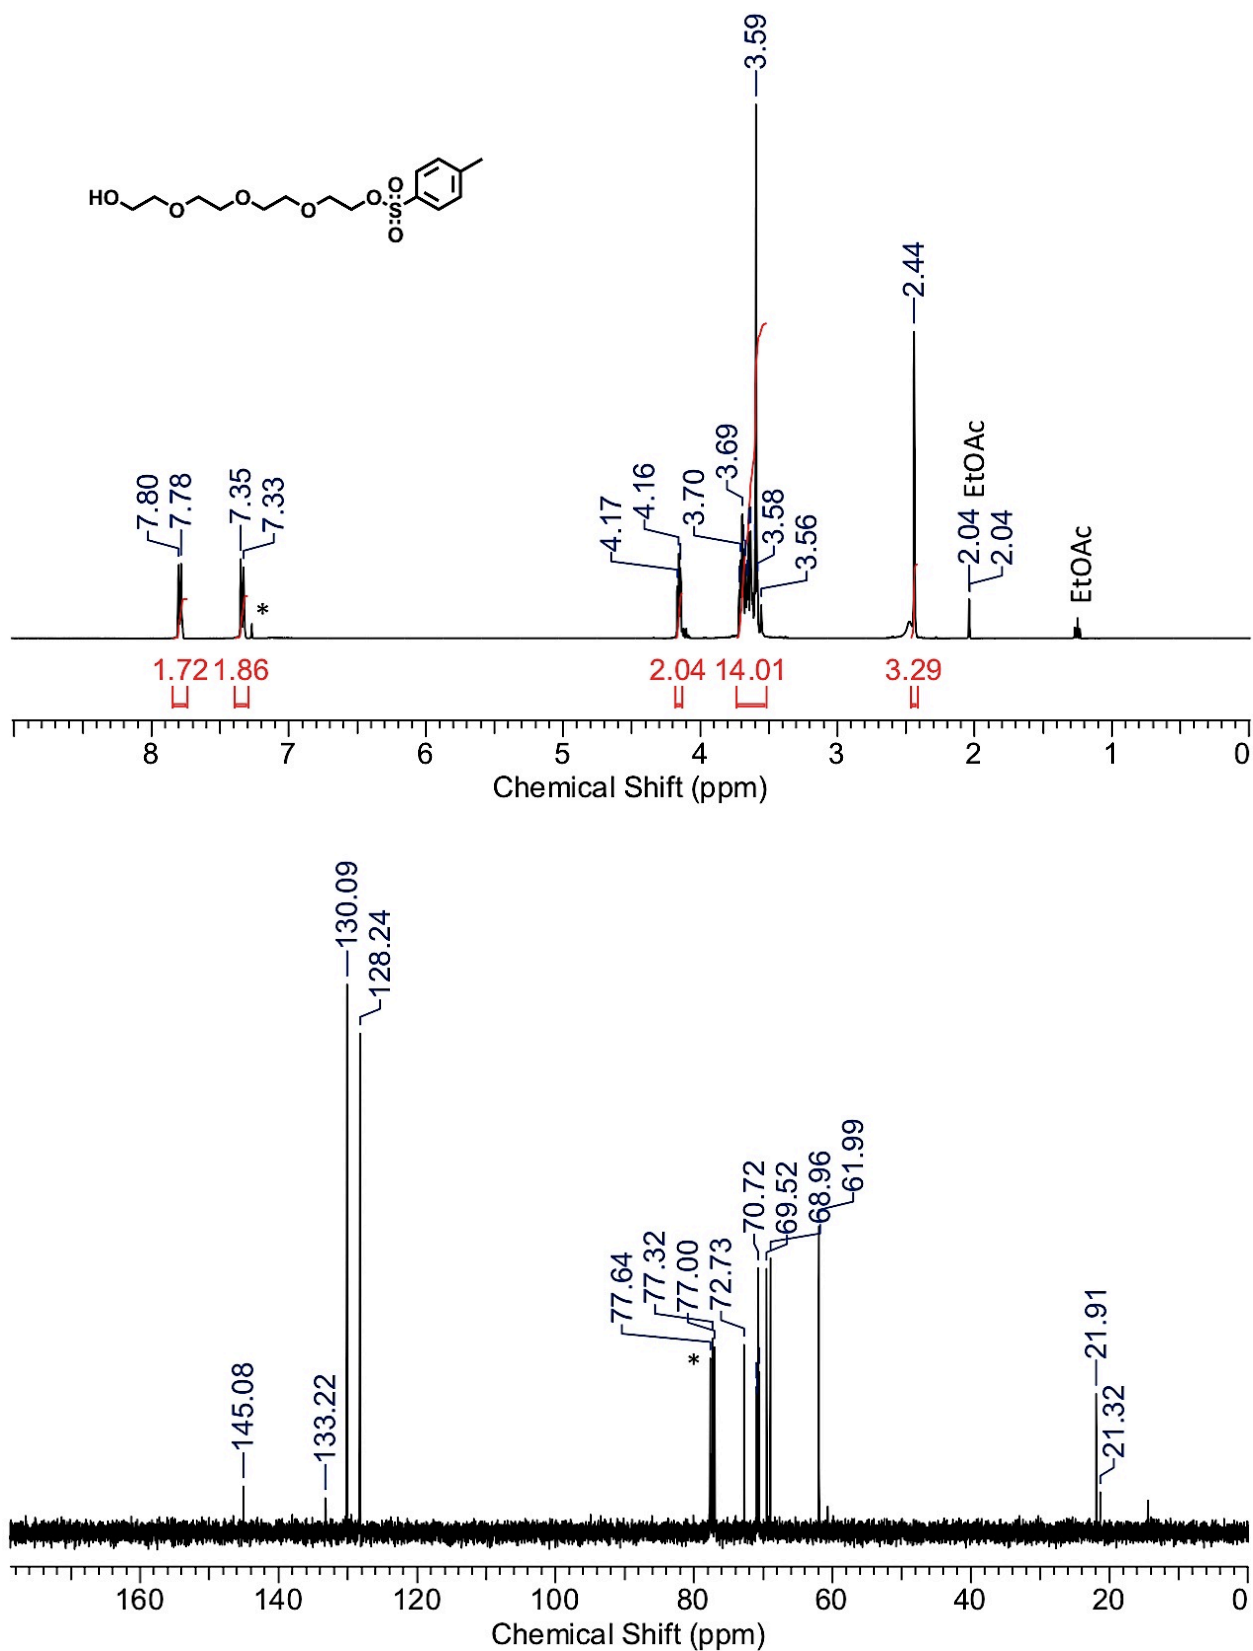 3.59
2.44
HO
O
O
O
O
O
S
O
7.80
7.78
7.35
7.33
*
4.17
4.16
3.70
3.69
3.58
3.56
2.04 EtOAc
2.04
EtOAc
1.72 1.86 2.04 14.01 3.29
8 7 6 5 4 3 2 1 0
Chemical Shift (ppm)
130.09
128.24
145.08
133.22
77.64
77.32
77.00
72.73
*
70.72
69.52
68.96
61.99
21.91
21.32
160 140 120 100 80 60 40 20 0
Chemical Shift (ppm)